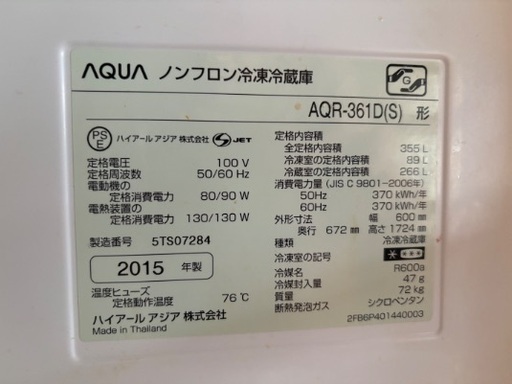 AQUA ノンフロン冷凍冷蔵庫
G
AQR-361D(S) 形
PS E ハイアール アジア 株式会社 S JET
定格電圧 100 V
定格周波数 50/60 Hz
電動機の
定格消費電力 80/90 W
電熱装置の
定格消費電力 130/130 W
製造番号 5TS07284
2015 年製
温度ヒューズ
定格動作温度 76℃
ハイアール アジア 株式会社
Made in Thailand
定格内容積
全定格内容積 355 L
冷凍室の定格内容積 89 L
冷蔵室の定格内容積 266 L
消費電力量 (JIS C 9801-2006年)
50Hz 370 kWh/年
60Hz 370 kWh/年
外形寸法 幅 600 mm
奥行 672 mm 高さ 1724 mm
種類 冷凍冷蔵庫
冷凍室の記号
冷媒名 R600a
冷媒封入量 47 g
質量 72 kg
断熱発泡ガス シクロペンタン
2FB6P401440003